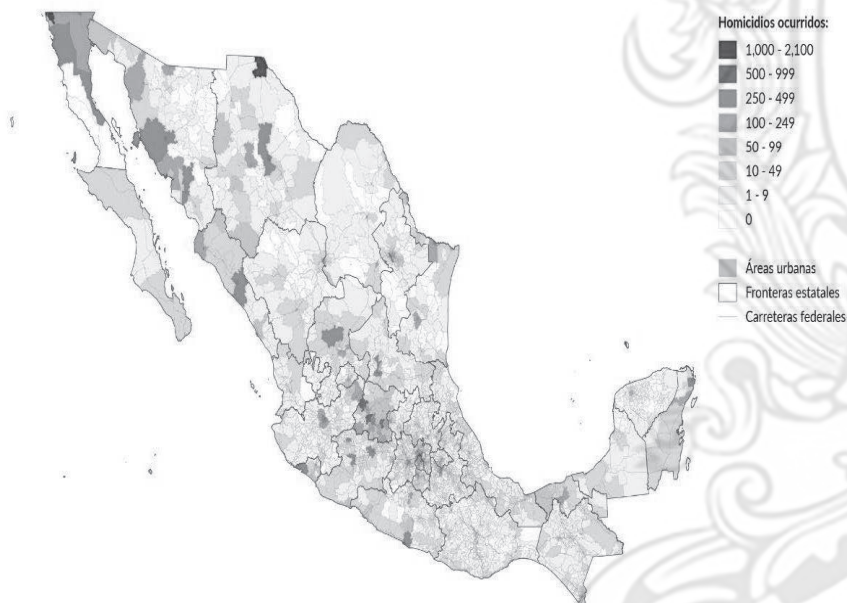 Homicidios ocurridos:
1,000 - 2,100
500 - 999
250 - 499
100 - 249
50 - 99
10 - 49
1 - 9
0
Áreas urbanas
Fronteras estatales
Carreteras federales